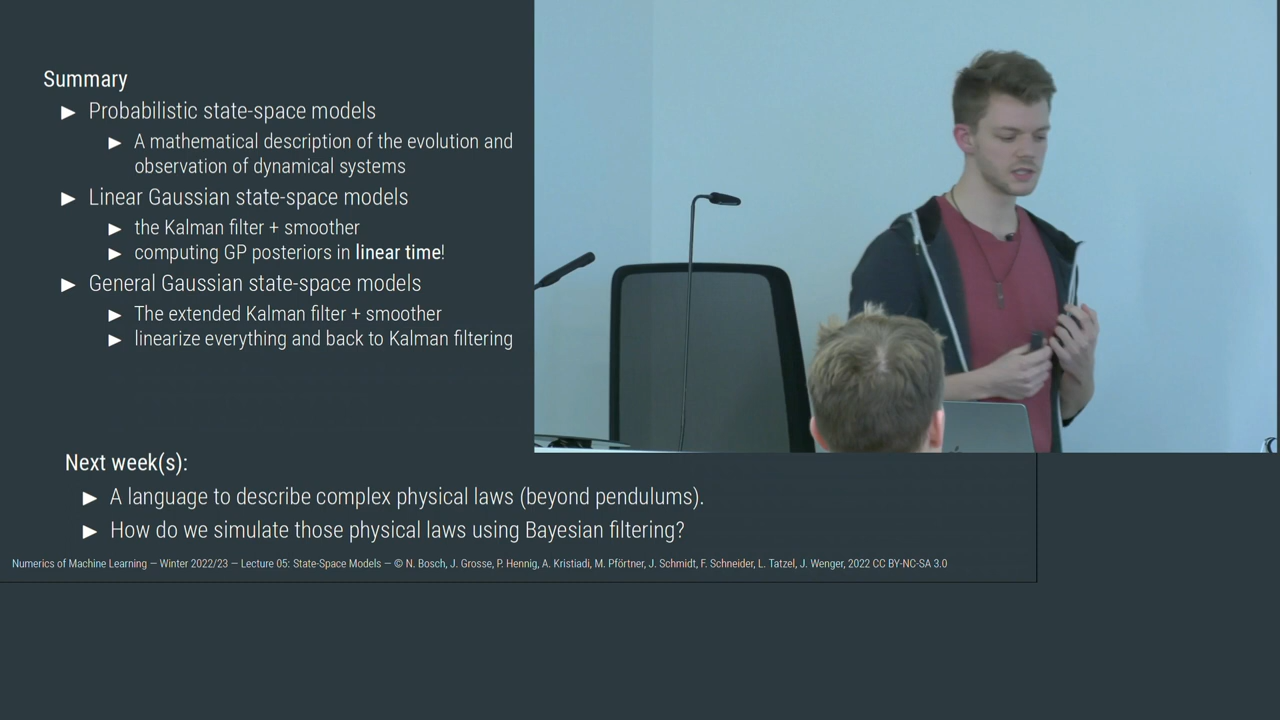 Summary
▶ Probabilistic state-space models
▶ A mathematical description of the evolution and
observation of dynamical systems
▶ Linear Gaussian state-space models
▶ the Kalman filter + smoother
▶ computing GP posteriors in linear time!
▶ General Gaussian state-space models
▶ The extended Kalman filter + smoother
▶ linearize everything and back to Kalman filtering
Next week(s):
▶ A language to describe complex physical laws (beyond pendulums).
▶ How do we simulate those physical laws using Bayesian filtering?
Numerics of Machine Learning — Winter 2022/23 — Lecture 05: State-Space Models — © N. Bosch, J. Grosse, P. Hennig, A. Kristiadi, M. Pförtner, J. Schmidt, F. Schneider, L. Tatzel, J. Wenger, 2022 CC BY-NC-SA 3.0